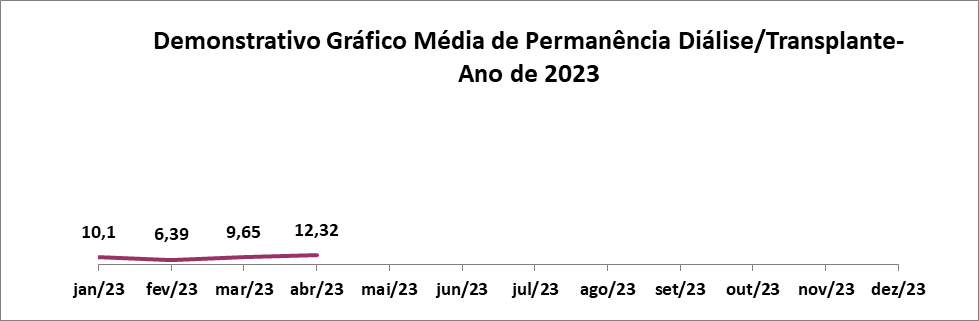 Demonstrativo Gráfico Média de Permanência Diálise/Transplante-
Ano de 2023
10,1 6,39 9,65 12,32
jan/23 fev/23 mar/23 abr/23 mai/23 jun/23 jul/23 ago/23 set/23 out/23 nov/23 dez/23